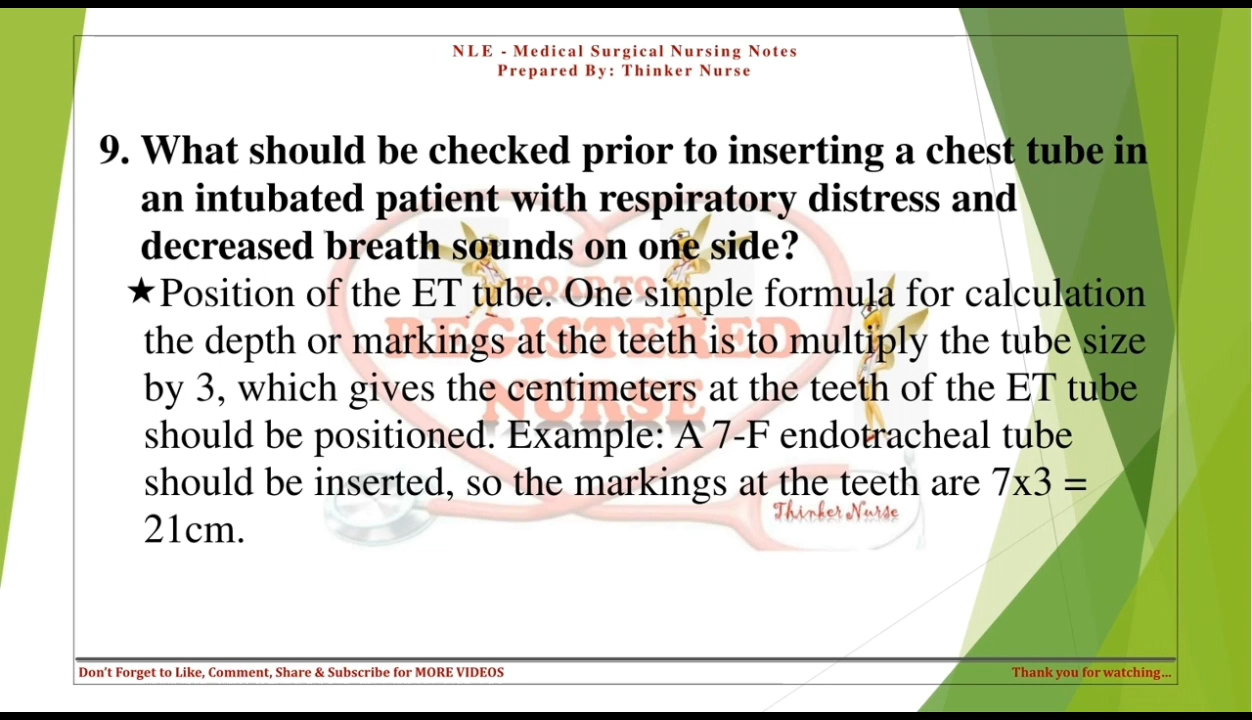 NLE - Medical Surgical Nursing Notes
Prepared By: Thinker Nurse
9. What should be checked prior to inserting a chest tube in
an intubated patient with respiratory distress and
decreased breath sounds on one side?
★Position of the ET tube. One simple formula for calculation
the depth or markings at the teeth is to multiply the tube size
by 3, which gives the centimeters at the teeth of the ET tube
should be positioned. Example: A 7-F endotracheal tube
should be inserted, so the markings at the teeth are 7x3 =
21cm.
ROAD TO
REGISTERED
NURSE
Thinker Nurse
Don't Forget to Like, Comment, Share & Subscribe for MORE VIDEOS
Thank you for watching...